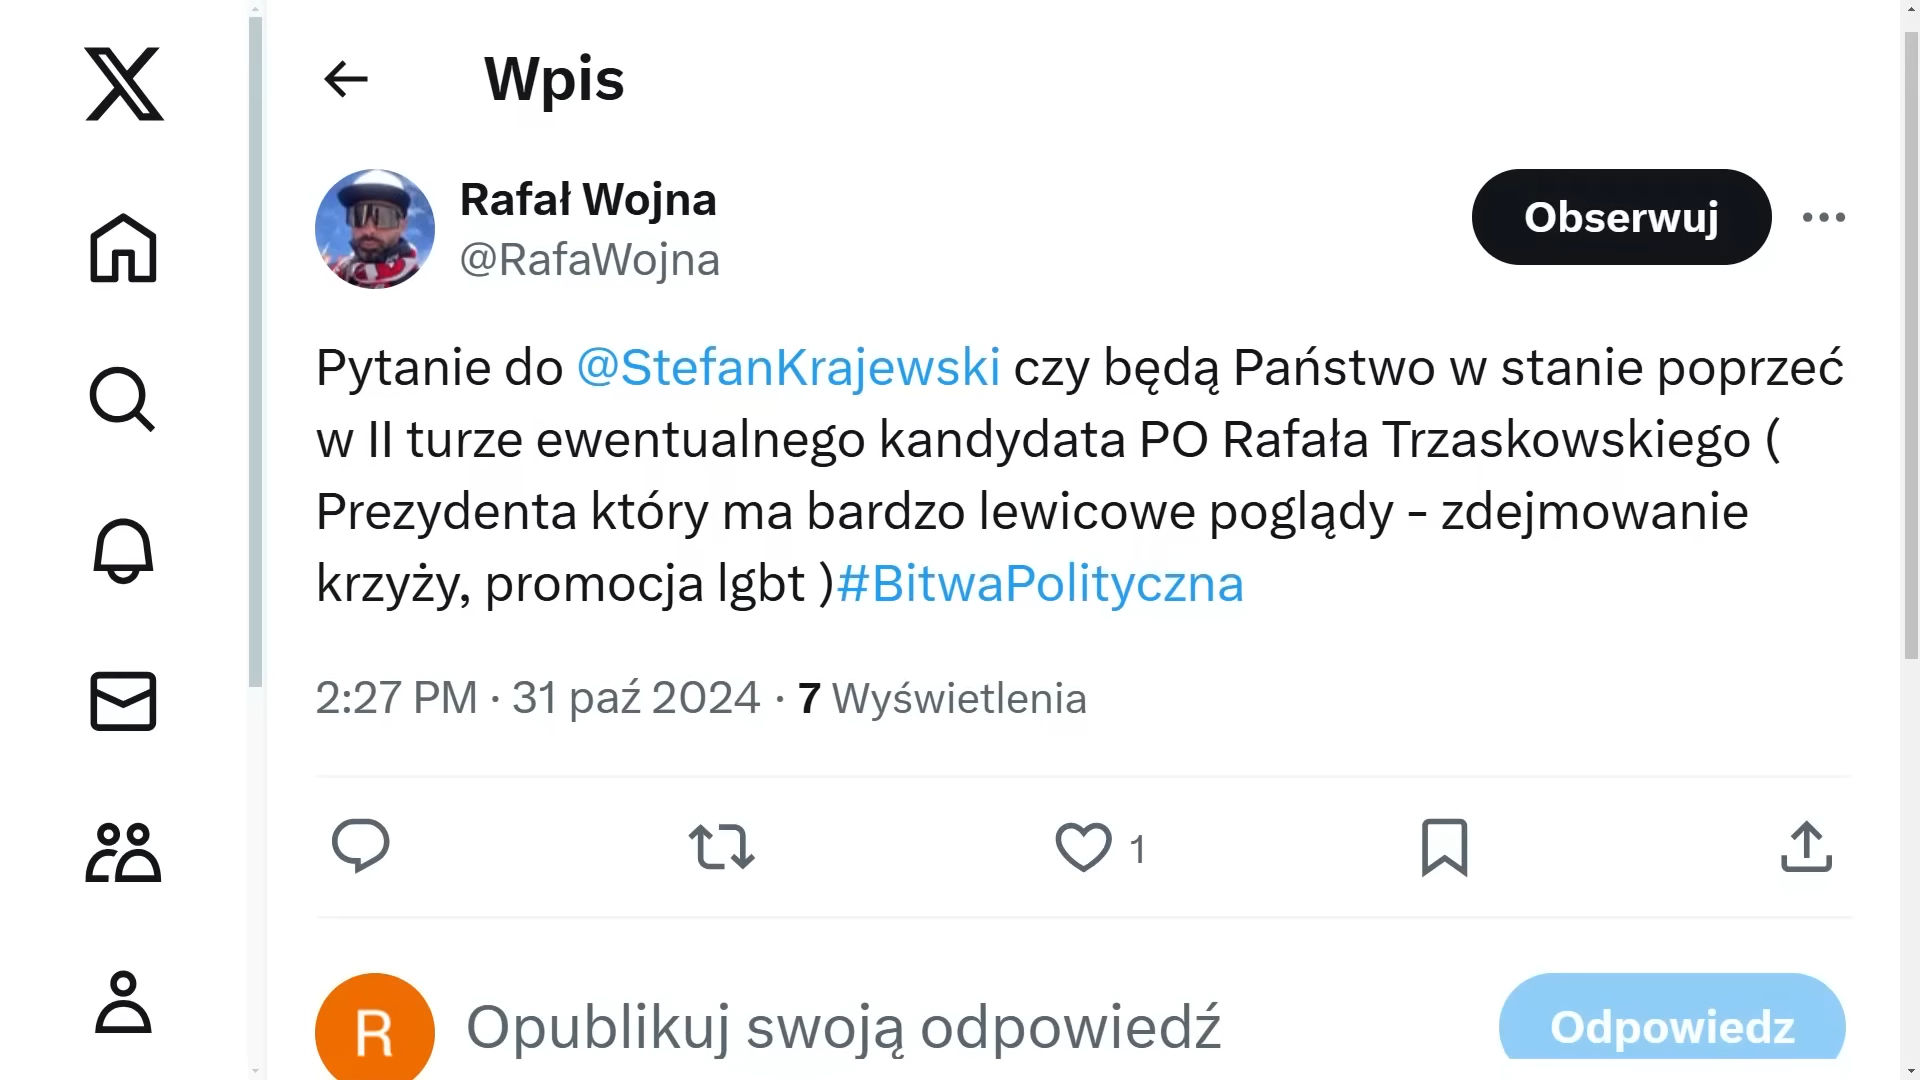 Wpis
Rafał Wojna
@RafaWojna
Obserwuj
Pytanie do @StefanKrajewski czy będą Państwo w stanie poprzeć
w II turze ewentualnego kandydata PO Rafała Trzaskowskiego (
Prezydenta który ma bardzo lewicowe poglądy - zdejmowanie
krzyży, promocja lgbt )#BitwaPolityczna
2:27 PM · 31 paź 2024 · 7 Wyświetlenia
1
R
Opublikuj swoją odpowiedź
Odpowiedz